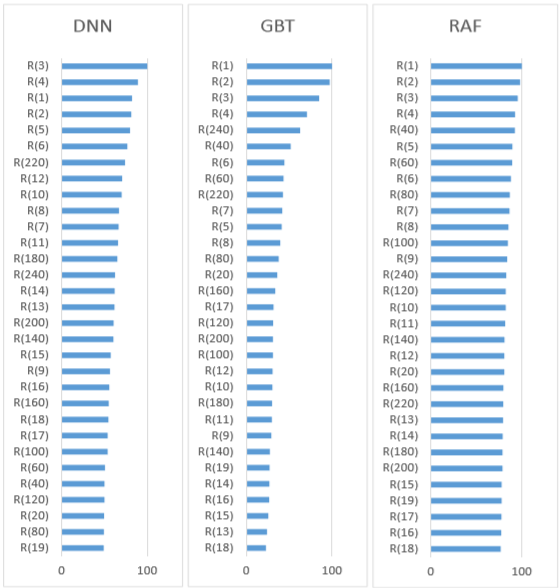 DNN
R(3)
R(4)
R(1)
R(2)
R(5)
R(6)
R(220)
R(12)
R(10)
R(8)
R(7)
R(11)
R(180)
R(240)
R(14)
R(13)
R(200)
R(140)
R(15)
R(9)
R(16)
R(160)
R(18)
R(17)
R(100)
R(60)
R(40)
R(120)
R(20)
R(80)
R(19)
0 100
GBT
R(1)
R(2)
R(3)
R(4)
R(240)
R(40)
R(6)
R(60)
R(220)
R(7)
R(5)
R(8)
R(80)
R(20)
R(160)
R(17)
R(120)
R(200)
R(100)
R(12)
R(10)
R(180)
R(11)
R(9)
R(140)
R(19)
R(14)
R(16)
R(15)
R(13)
R(18)
0 100
RAF
R(1)
R(2)
R(3)
R(4)
R(40)
R(5)
R(60)
R(6)
R(80)
R(7)
R(8)
R(100)
R(9)
R(240)
R(120)
R(10)
R(11)
R(140)
R(12)
R(20)
R(160)
R(220)
R(13)
R(14)
R(180)
R(200)
R(15)
R(19)
R(17)
R(16)
R(18)
0 100